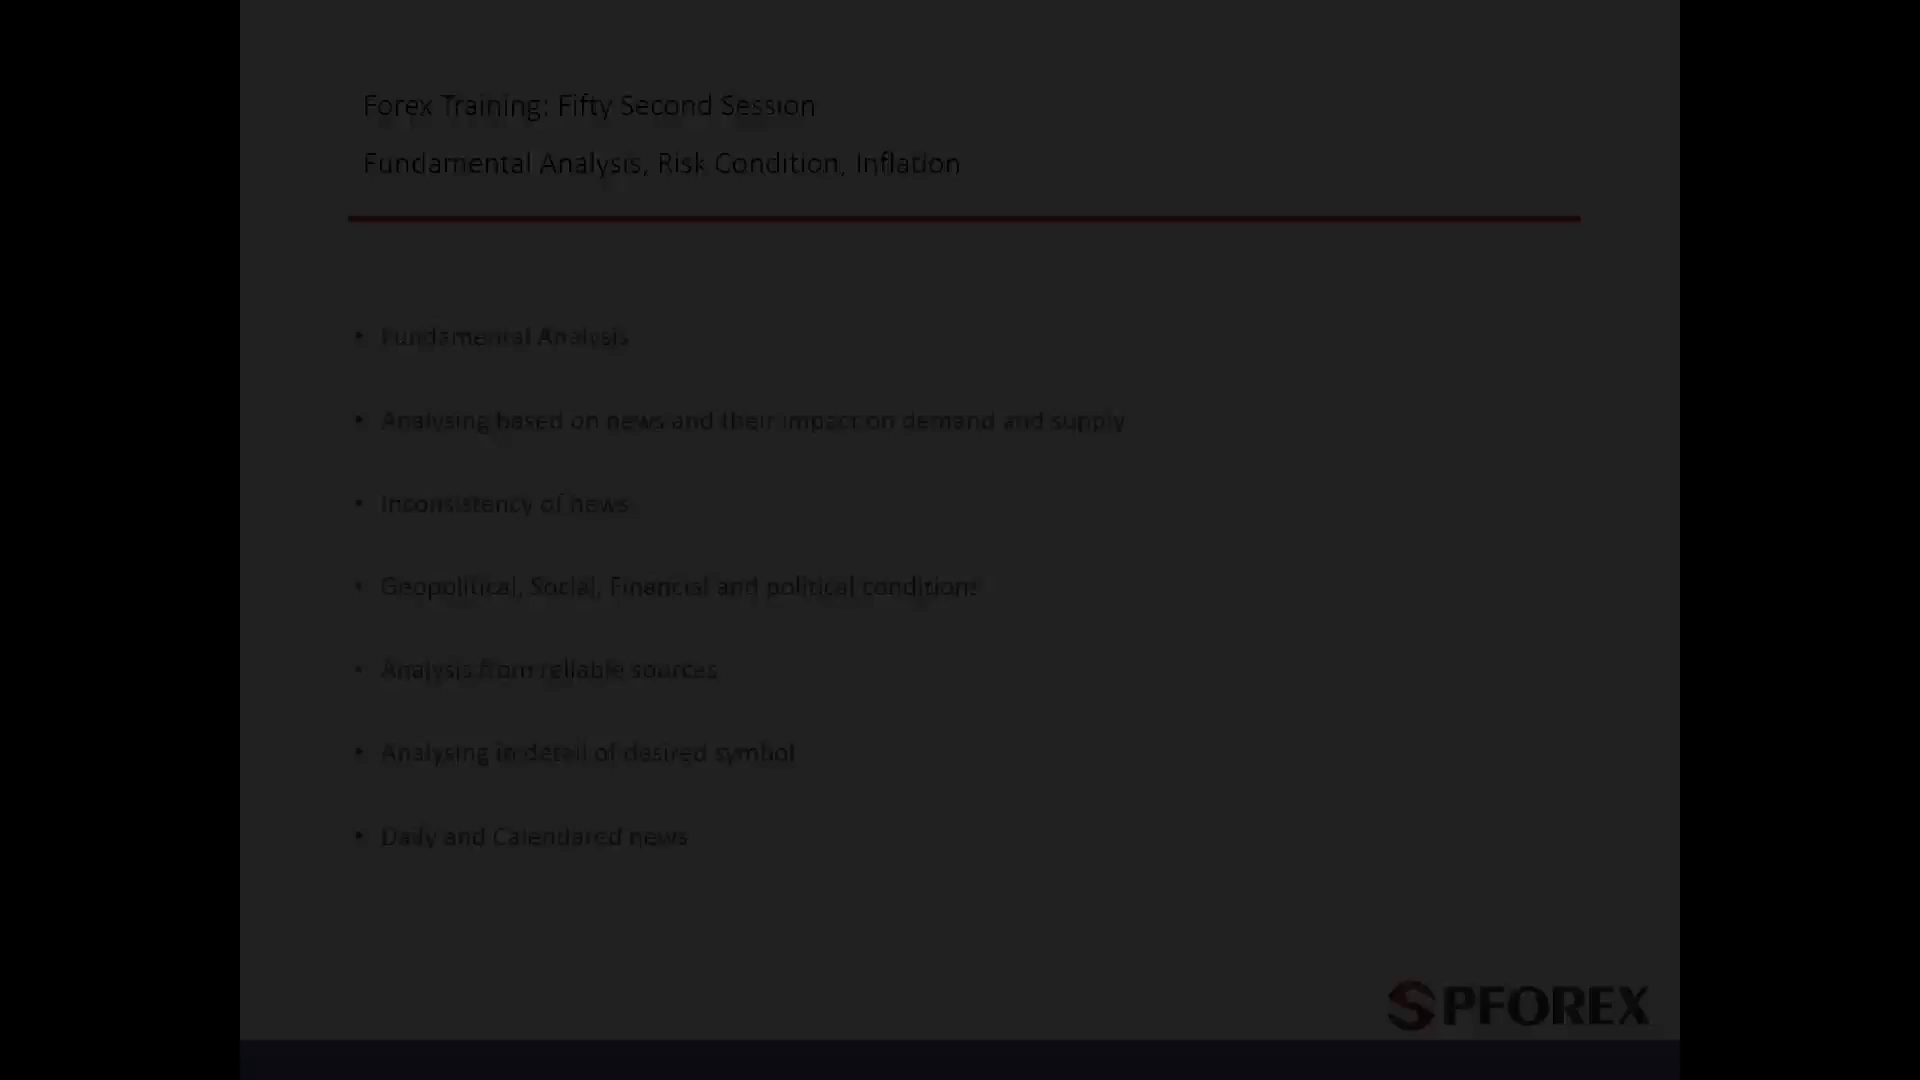 Forex Training: Fifty Second Session
Fundamental Analysis, Risk Condition, Inflation
• Fundamental Analysis
• Analysing based on news and their impact on demand and supply
• Inconsistency of news
• Geopolitical, Social, Financial and political conditions
• Analysis from reliable sources
• Analysing in detail of desired symbol
• Daily and Calendared news
SPFOREX